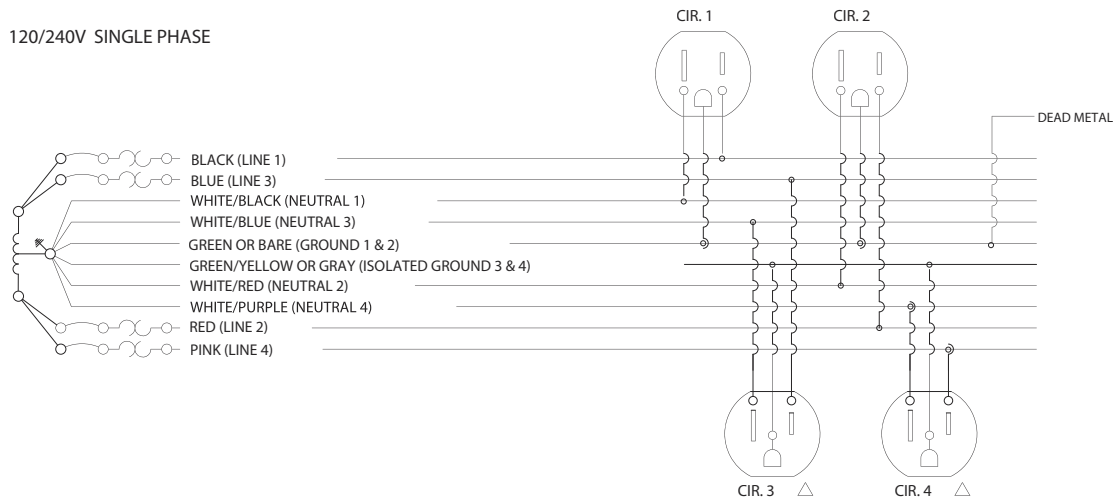 120/240V SINGLE PHASE
CIR. 1
CIR. 2
DEAD METAL
BLACK (LINE 1)
BLUE (LINE 3)
WHITE/BLACK (NEUTRAL 1)
WHITE/BLUE (NEUTRAL 3)
GREEN OR BARE (GROUND 1 & 2)
GREEN/YELLOW OR GRAY (ISOLATED GROUND 3 & 4)
WHITE/RED (NEUTRAL 2)
WHITE/PURPLE (NEUTRAL 4)
RED (LINE 2)
PINK (LINE 4)
CIR. 3
CIR. 4